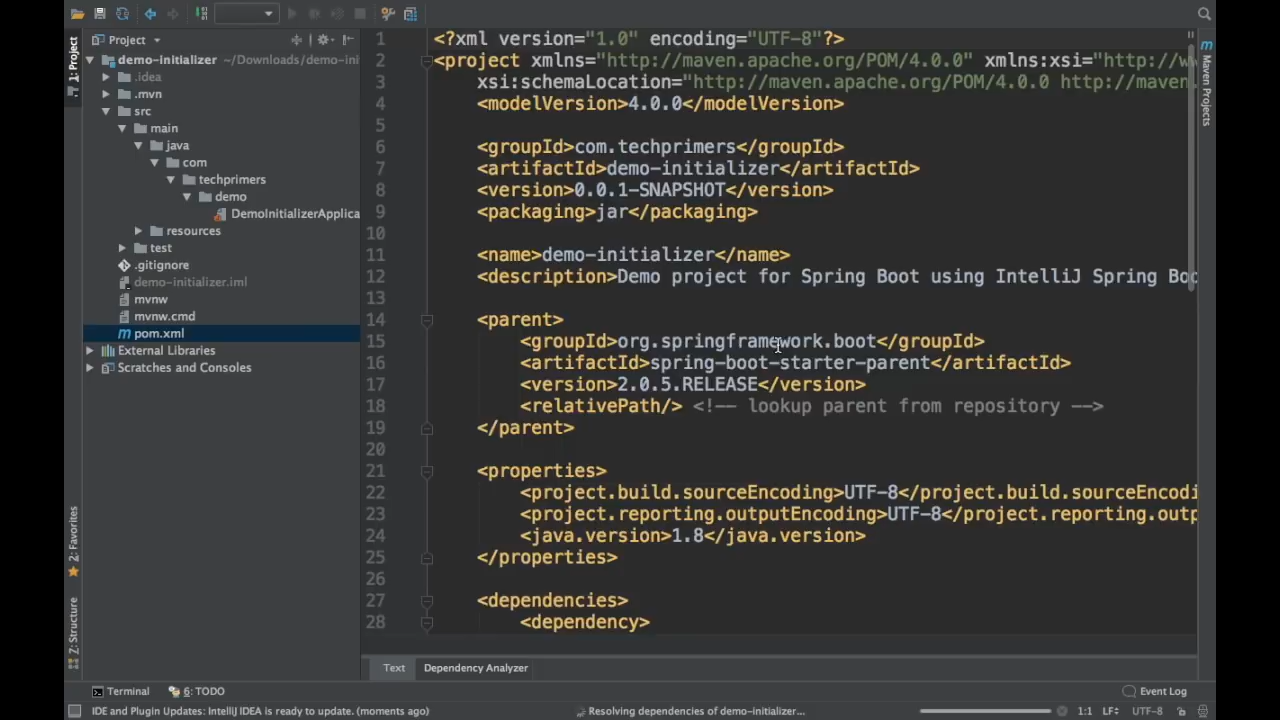 Project
demo-initializer ~/Downloads/demo-ini
.idea
.mvn
src
main
java
com
techprimers
demo
DemoInitializerApplica
resources
test
.gitignore
demo-initializer.iml
mvnw
mvnw.cmd
pom.xml
External Libraries
Scratches and Consoles
1: Project
2: Favorites
Z: Structure
1 <?xml version="1.0" encoding="UTF-8"?>
2 <project xmlns="http://maven.apache.org/POM/4.0.0" xmlns:xsi="http://w
3 xsi:schemaLocation="http://maven.apache.org/POM/4.0.0 http://maven.
4 <modelVersion>4.0.0</modelVersion>
5
6 <groupId>com.techprimers</groupId>
7 <artifactId>demo-initializer</artifactId>
8 <version>0.0.1-SNAPSHOT</version>
9 <packaging>jar</packaging>
10
11 <name>demo-initializer</name>
12 <description>Demo project for Spring Boot using IntelliJ Spring Boo
13
14 <parent>
15 <groupId>org.springframework.boot</groupId>
16 <artifactId>spring-boot-starter-parent</artifactId>
17 <version>2.0.5.RELEASE</version>
18 <relativePath/> <!-- lookup parent from repository -->
19 </parent>
20
21 <properties>
22 <project.build.sourceEncoding>UTF-8</project.build.sourceEncodi
23 <project.reporting.outputEncoding>UTF-8</project.reporting.outp
24 <java.version>1.8</java.version>
25 </properties>
26
27 <dependencies>
28 <dependency>
Maven Projects
Text Dependency Analyzer
Terminal 6: TODO Event Log
IDE and Plugin Updates: IntelliJ IDEA is ready to update. (moments ago) Resolving dependencies of demo-initializer... 1:1 LF÷ UTF-8